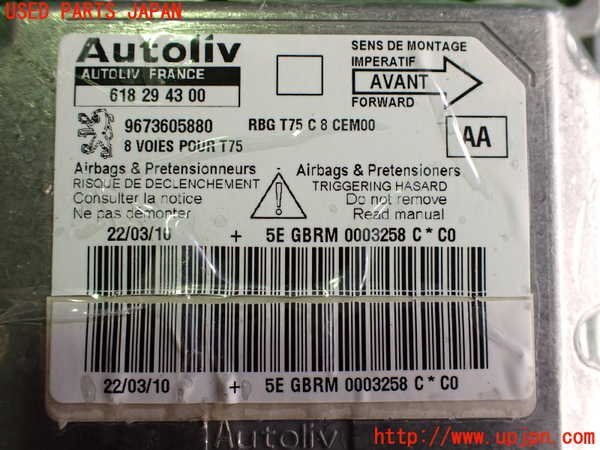 USED PARTS JAPAN
Autoliv
AUTOLIV FRANCE
618 29 43 00
SENS DE MONTAGE
IMPERATIF
AVANT
FORWARD
9673605880
RBG T75 C 8 CEM00
8 VOIES POUR T75
AA
Airbags & Pretensionneurs
RISQUE DE DECLENCHEMENT
Consulter la notice
Ne pas demonter
Airbags & Pretensioners
TRIGGERING HASARD
Do not remove
Read manual
22/03/10 + 5E GBRM 0003258 C * C0
22/03/10 + 5E GBRM 0003258 C * C0
Autoliv
http://www.upjpn.com/